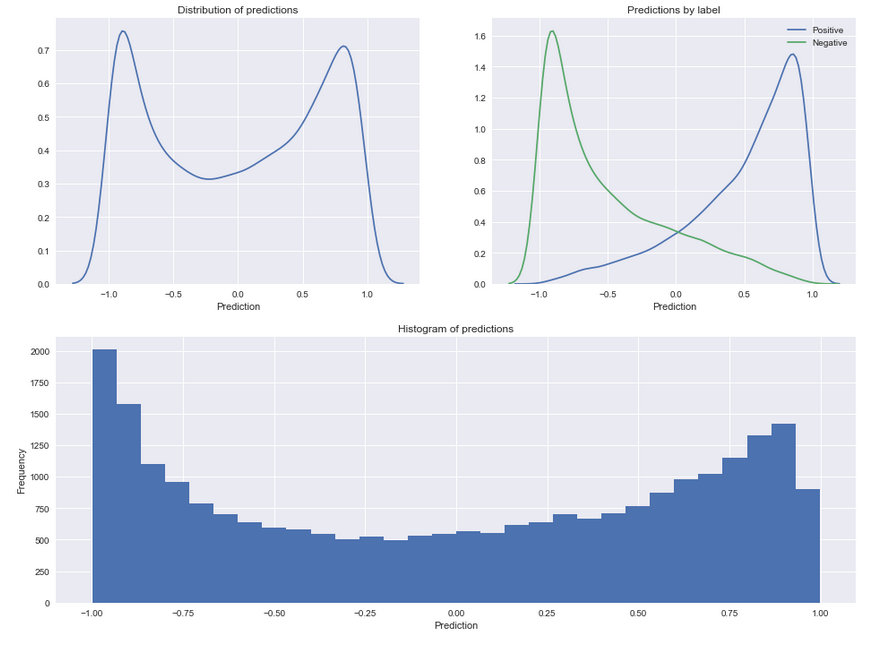 Distribution of predictions
0.7
0.6
0.5
0.4
0.3
0.2
0.1
0.0
−1.0 −0.5 0.0 0.5 1.0
Prediction
Predictions by label
Positive
Negative
1.6
1.4
1.2
1.0
0.8
0.6
0.4
0.2
0.0
−1.0 −0.5 0.0 0.5 1.0
Prediction
Histogram of predictions
2000
1750
1500
1250
1000
750
500
250
0
Frequency
−1.00 −0.75 −0.50 −0.25 0.00 0.25 0.50 0.75 1.00
Prediction